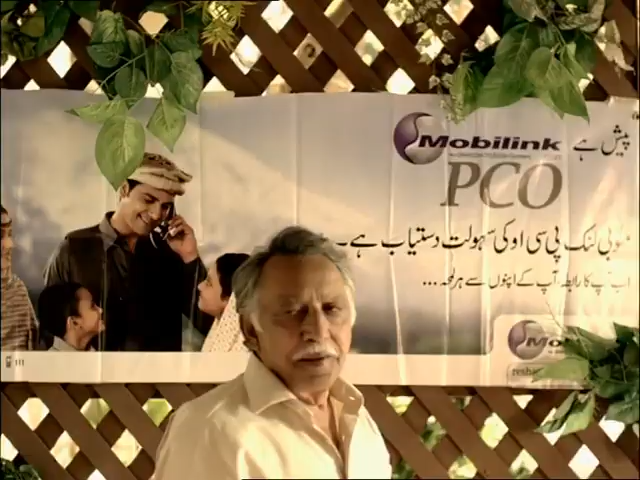 پیش ہے
Mobilink
PCO
موبی لنک پی سی او کی سہولت دستیاب ہے۔
اب آپ کا رابطہ، آپ کے اپنوں سے ہر لمحہ...
111